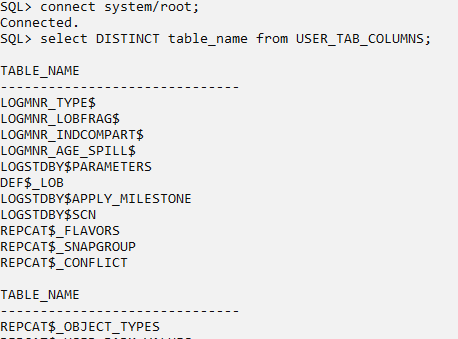 SQL> connect system/root;
Connected.
SQL> select DISTINCT table_name from USER_TAB_COLUMNS;
TABLE_NAME
------------------------------
LOGMNR_TYPE$
LOGMNR_LOBFRAG$
LOGMNR_INDCOMPART$
LOGMNR_AGE_SPILL$
LOGSTDBY$PARAMETERS
DEF$_LOB
LOGSTDBY$APPLY_MILESTONE
LOGSTDBY$SCN
REPCAT$_FLAVORS
REPCAT$_SNAPGROUP
REPCAT$_CONFLICT
TABLE_NAME
------------------------------
REPCAT$_OBJECT_TYPES